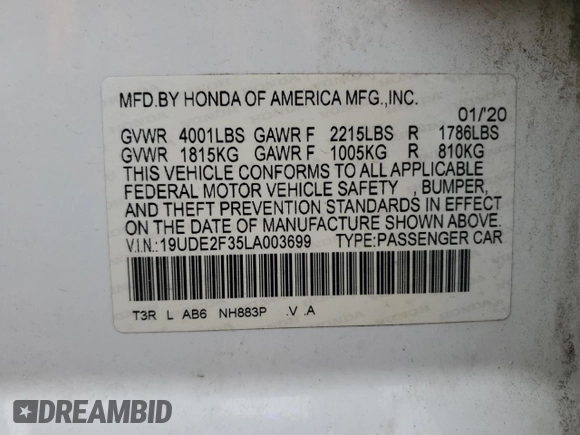 MFD.BY HONDA OF AMERICA MFG.,INC.
01/'20
GVWR 4001LBS GAWR F 2215LBS R 1786LBS
GVWR 1815KG GAWR F 1005KG R 810KG
THIS VEHICLE CONFORMS TO ALL APPLICABLE
FEDERAL MOTOR VEHICLE SAFETY , BUMPER,
AND THEFT PREVENTION STANDARDS IN EFFECT
ON THE DATE OF MANUFACTURE SHOWN ABOVE.
V.I.N.:19UDE2F35LA003699 TYPE:PASSENGER CAR
T3R L AB6 NH883P .V .A
DREAMBID